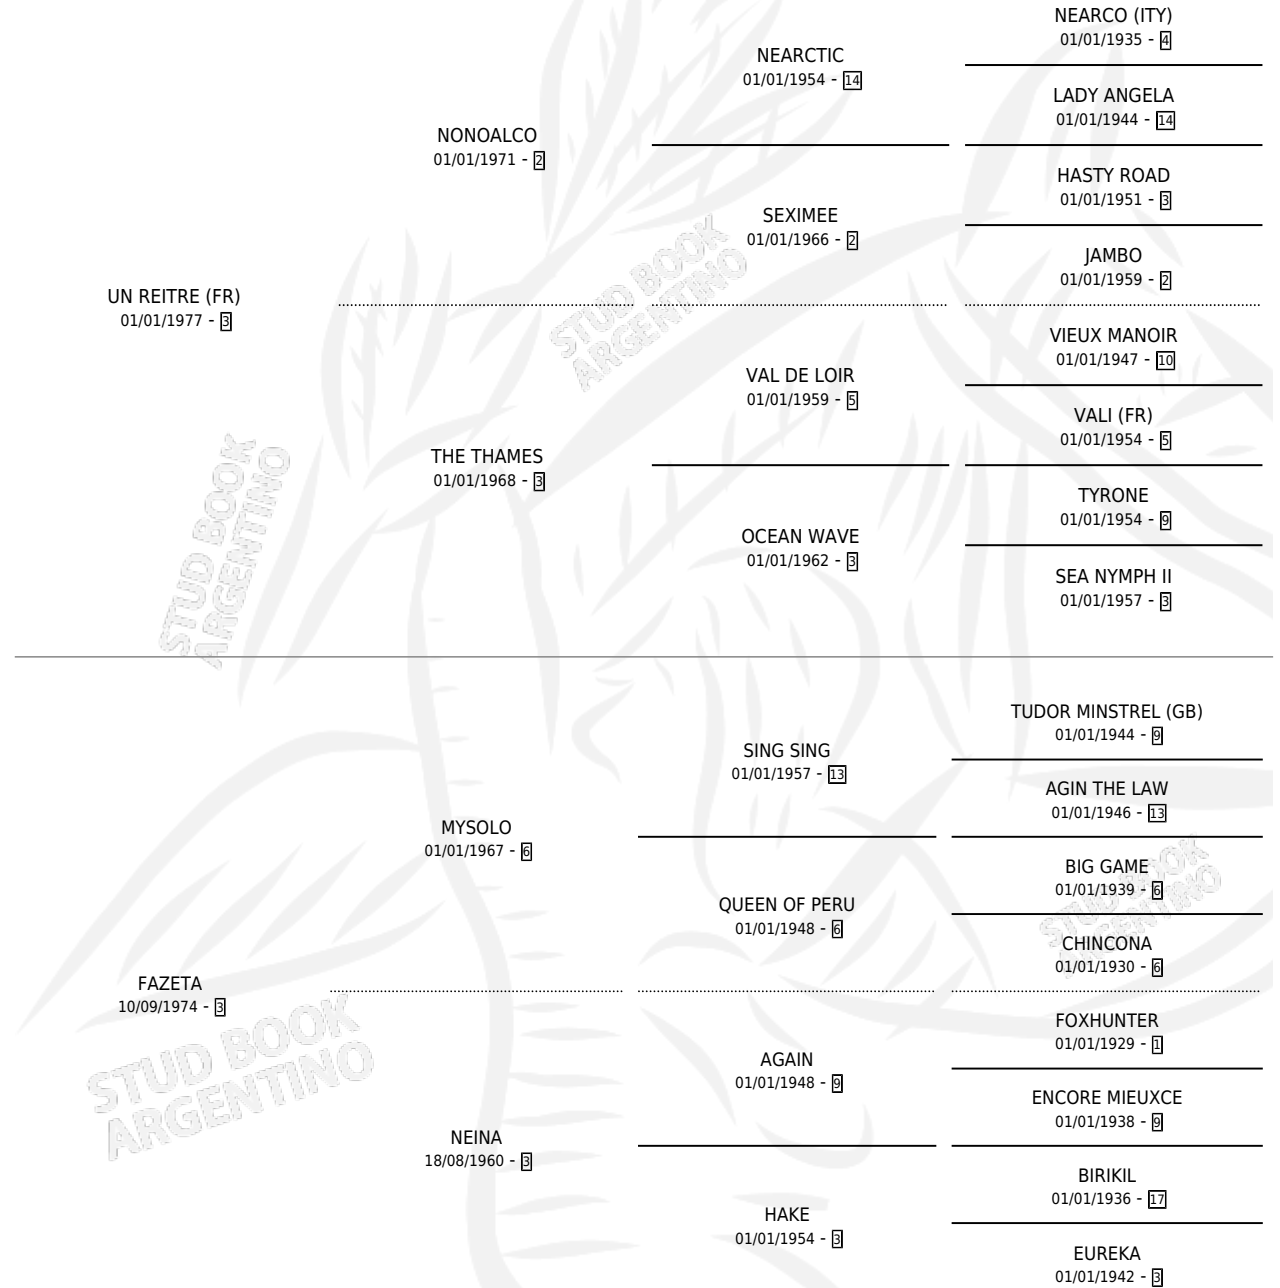 NEARCO (ITY)
01/01/1935 - 4
NEARCTIC
01/01/1954 - 14
LADY ANGELA
01/01/1944 - 14
NONOALCO
01/01/1971 - 2
HASTY ROAD
01/01/1951 - 3
SEXIMEE
01/01/1966 - 2
JAMBO
01/01/1959 - 2
UN REITRE (FR)
01/01/1977 - 3
VIEUX MANOIR
01/01/1947 - 10
VAL DE LOIR
01/01/1959 - 5
VALI (FR)
01/01/1954 - 5
THE THAMES
01/01/1968 - 3
TYRONE
01/01/1954 - 9
OCEAN WAVE
01/01/1962 - 3
SEA NYMPH II
01/01/1957 - 3
TUDOR MINSTREL (GB)
01/01/1944 - 9
SING SING
01/01/1957 - 13
AGIN THE LAW
01/01/1946 - 13
MYSOLO
01/01/1967 - 6
BIG GAME
01/01/1939 - 6
QUEEN OF PERU
01/01/1948 - 6
CHINCONA
01/01/1930 - 6
FAZETA
10/09/1974 - 3
FOXHUNTER
01/01/1929 - 1
AGAIN
01/01/1948 - 9
ENCORE MIEUXCE
01/01/1938 - 9
NEINA
18/08/1960 - 3
BIRIKIL
01/01/1936 - 17
HAKE
01/01/1954 - 3
EUREKA
01/01/1942 - 3
STUD BOOK
ARGENTINO
STUD BOOK
ARGENTINO
STUD BOOK
ARGENTINO
STUD BOOK
ARGENTINO